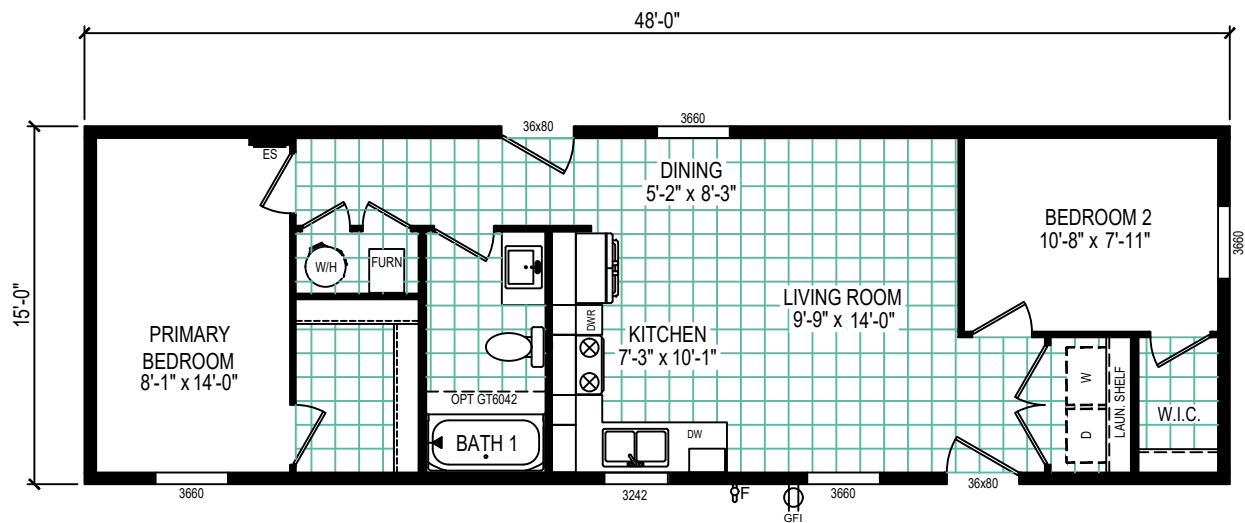 48'-0"
15'-0"
36x80
3660
ES
DINING
5'-2" x 8'-3"
BEDROOM 2
10'-8" x 7'-11"
3660
W/H
FURN
LIVING ROOM
9'-9" x 14'-0"
DWR
KITCHEN
7'-3" x 10'-1"
PRIMARY
BEDROOM
8'-1" x 14'-0"
W
D
LAUN. SHELF
W.I.C.
OPT GT6042
BATH 1
DW
3660
3242
F
GFI
3660
36x80